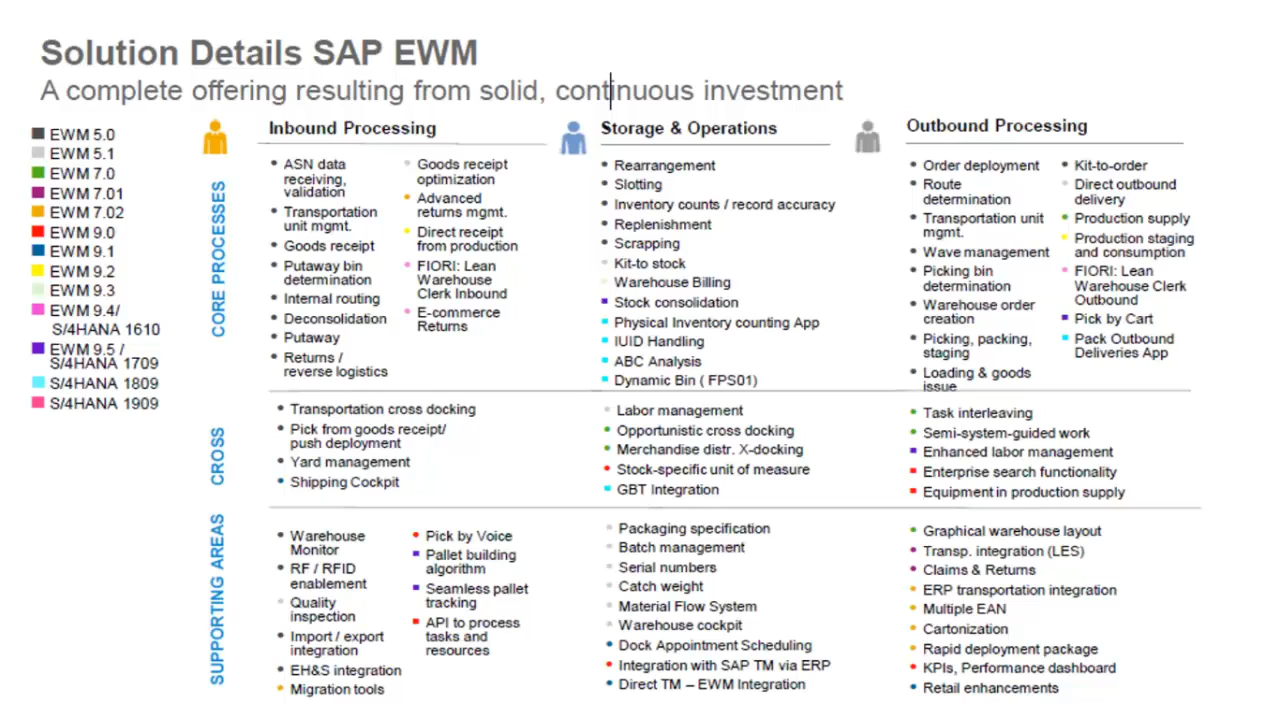 Solution Details SAP EWM
A complete offering resulting from solid, continuous investment
EWM 5.0
EWM 5.1
EWM 7.0
EWM 7.01
EWM 7.02
EWM 9.0
EWM 9.1
EWM 9.2
EWM 9.3
EWM 9.4/
S/4HANA 1610
EWM 9.5 /
S/4HANA 1709
S/4HANA 1809
S/4HANA 1909
CORE PROCESSES
Inbound Processing
ASN data
receiving,
validation
Transportation
unit mgmt.
Goods receipt
Putaway bin
determination
Internal routing
Deconsolidation
Putaway
Returns /
reverse logistics
Goods receipt
optimization
Advanced
returns mgmt.
Direct receipt
from production
FIORI: Lean
Warehouse
Clerk Inbound
E-commerce
Returns
Storage & Operations
Rearrangement
Slotting
Inventory counts / record accuracy
Replenishment
Scrapping
Kit-to stock
Warehouse Billing
Stock consolidation
Physical Inventory counting App
IUID Handling
ABC Analysis
Dynamic Bin ( FPS01)
Outbound Processing
Order deployment
Route
determination
Transportation unit
mgmt.
Wave management
Picking bin
determination
Warehouse order
creation
Picking, packing,
staging
Loading & goods
issue
Kit-to-order
Direct outbound
delivery
Production supply
Production staging
and consumption
FIORI: Lean
Warehouse Clerk
Outbound
Pick by Cart
Pack Outbound
Deliveries App
CROSS
Transportation cross docking
Pick from goods receipt/
push deployment
Yard management
Shipping Cockpit
Labor management
Opportunistic cross docking
Merchandise distr. X-docking
Stock-specific unit of measure
GBT Integration
Task interleaving
Semi-system-guided work
Enhanced labor management
Enterprise search functionality
Equipment in production supply
SUPPORTING AREAS
Warehouse
Monitor
RF / RFID
enablement
Quality
inspection
Import / export
integration
EH&S integration
Migration tools
Pick by Voice
Pallet building
algorithm
Seamless pallet
tracking
API to process
tasks and
resources
Packaging specification
Batch management
Serial numbers
Catch weight
Material Flow System
Warehouse cockpit
Dock Appointment Scheduling
Integration with SAP TM via ERP
Direct TM – EWM Integration
Graphical warehouse layout
Transp. integration (LES)
Claims & Returns
ERP transportation integration
Multiple EAN
Cartonization
Rapid deployment package
KPIs, Performance dashboard
Retail enhancements